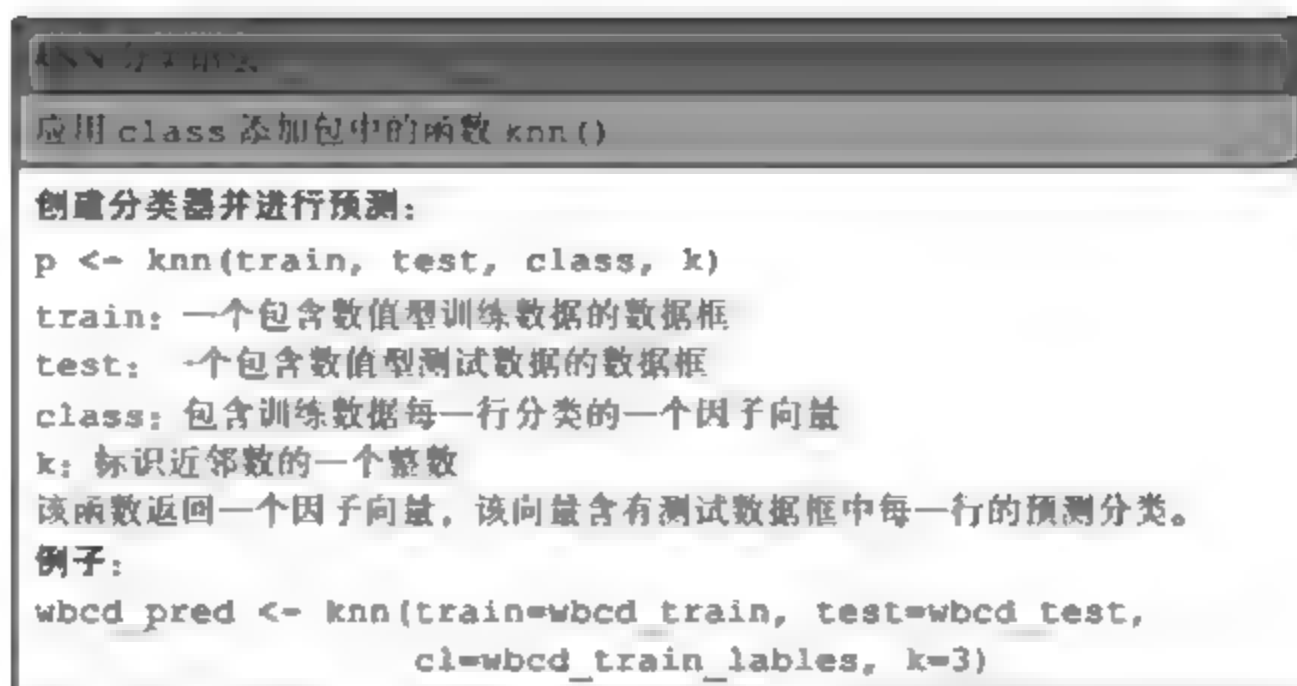 kNN 分类语法
应用 class 添加包中的函数 knn()
创建分类器并进行预测:
p <- knn(train, test, class, k)
train: 一个包含数值型训练数据的数据框
test: 一个包含数值型测试数据的数据框
class: 包含训练数据每一行分类的一个因子向量
k: 标识近邻数的一个整数
该函数返回一个因子向量, 该向量含有测试数据框中每一行的预测分类。
例子:
wbcd_pred <- knn(train=wbcd_train, test=wbcd_test,
cl=wbcd_train_lables, k=3)